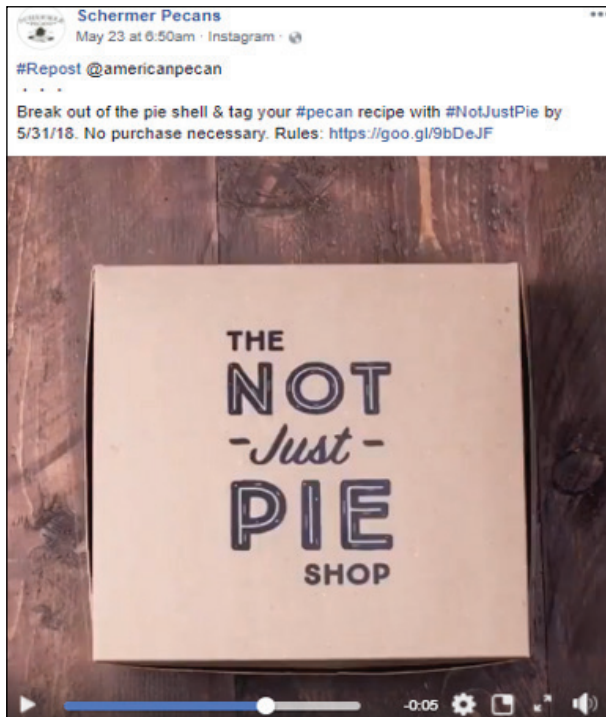 Schermer Pecans
May 23 at 6:50am · Instagram ·
#Repost @americanpecan
· · ·
Break out of the pie shell & tag your #pecan recipe with #NotJustPie by
5/31/18. No purchase necessary. Rules: https://goo.gl/9bDeJF
THE
NOT
-Just-
PIE
SHOP
-0:05